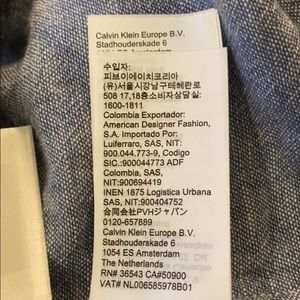 Calvin Klein Europe B.V.
Stadhouderskade 6
1054 ES Amsterdam
수입자:
피브이에이치코리아
(유)서울시강남구테헤란로
508 17,18층소비자상담실:
1600-1811
Colombia Exportador:
American Designer Fashion,
S.A. Importado Por:
Luiferraro, SAS, NIT:
900.044.773-9, Codigo
SIC.:900044773 ADF
Colombia, SAS,
NIT:900694419
INEN 1875 Logistica Urbana
SAS, NIT:900404752
合同会社PVHジャパン
0120-657889
Calvin Klein Europe B.V.
Stadhouderskade 6
1054 ES Amsterdam
The Netherlands
RN# 36543 CA#50900
VAT# NL006585978B01